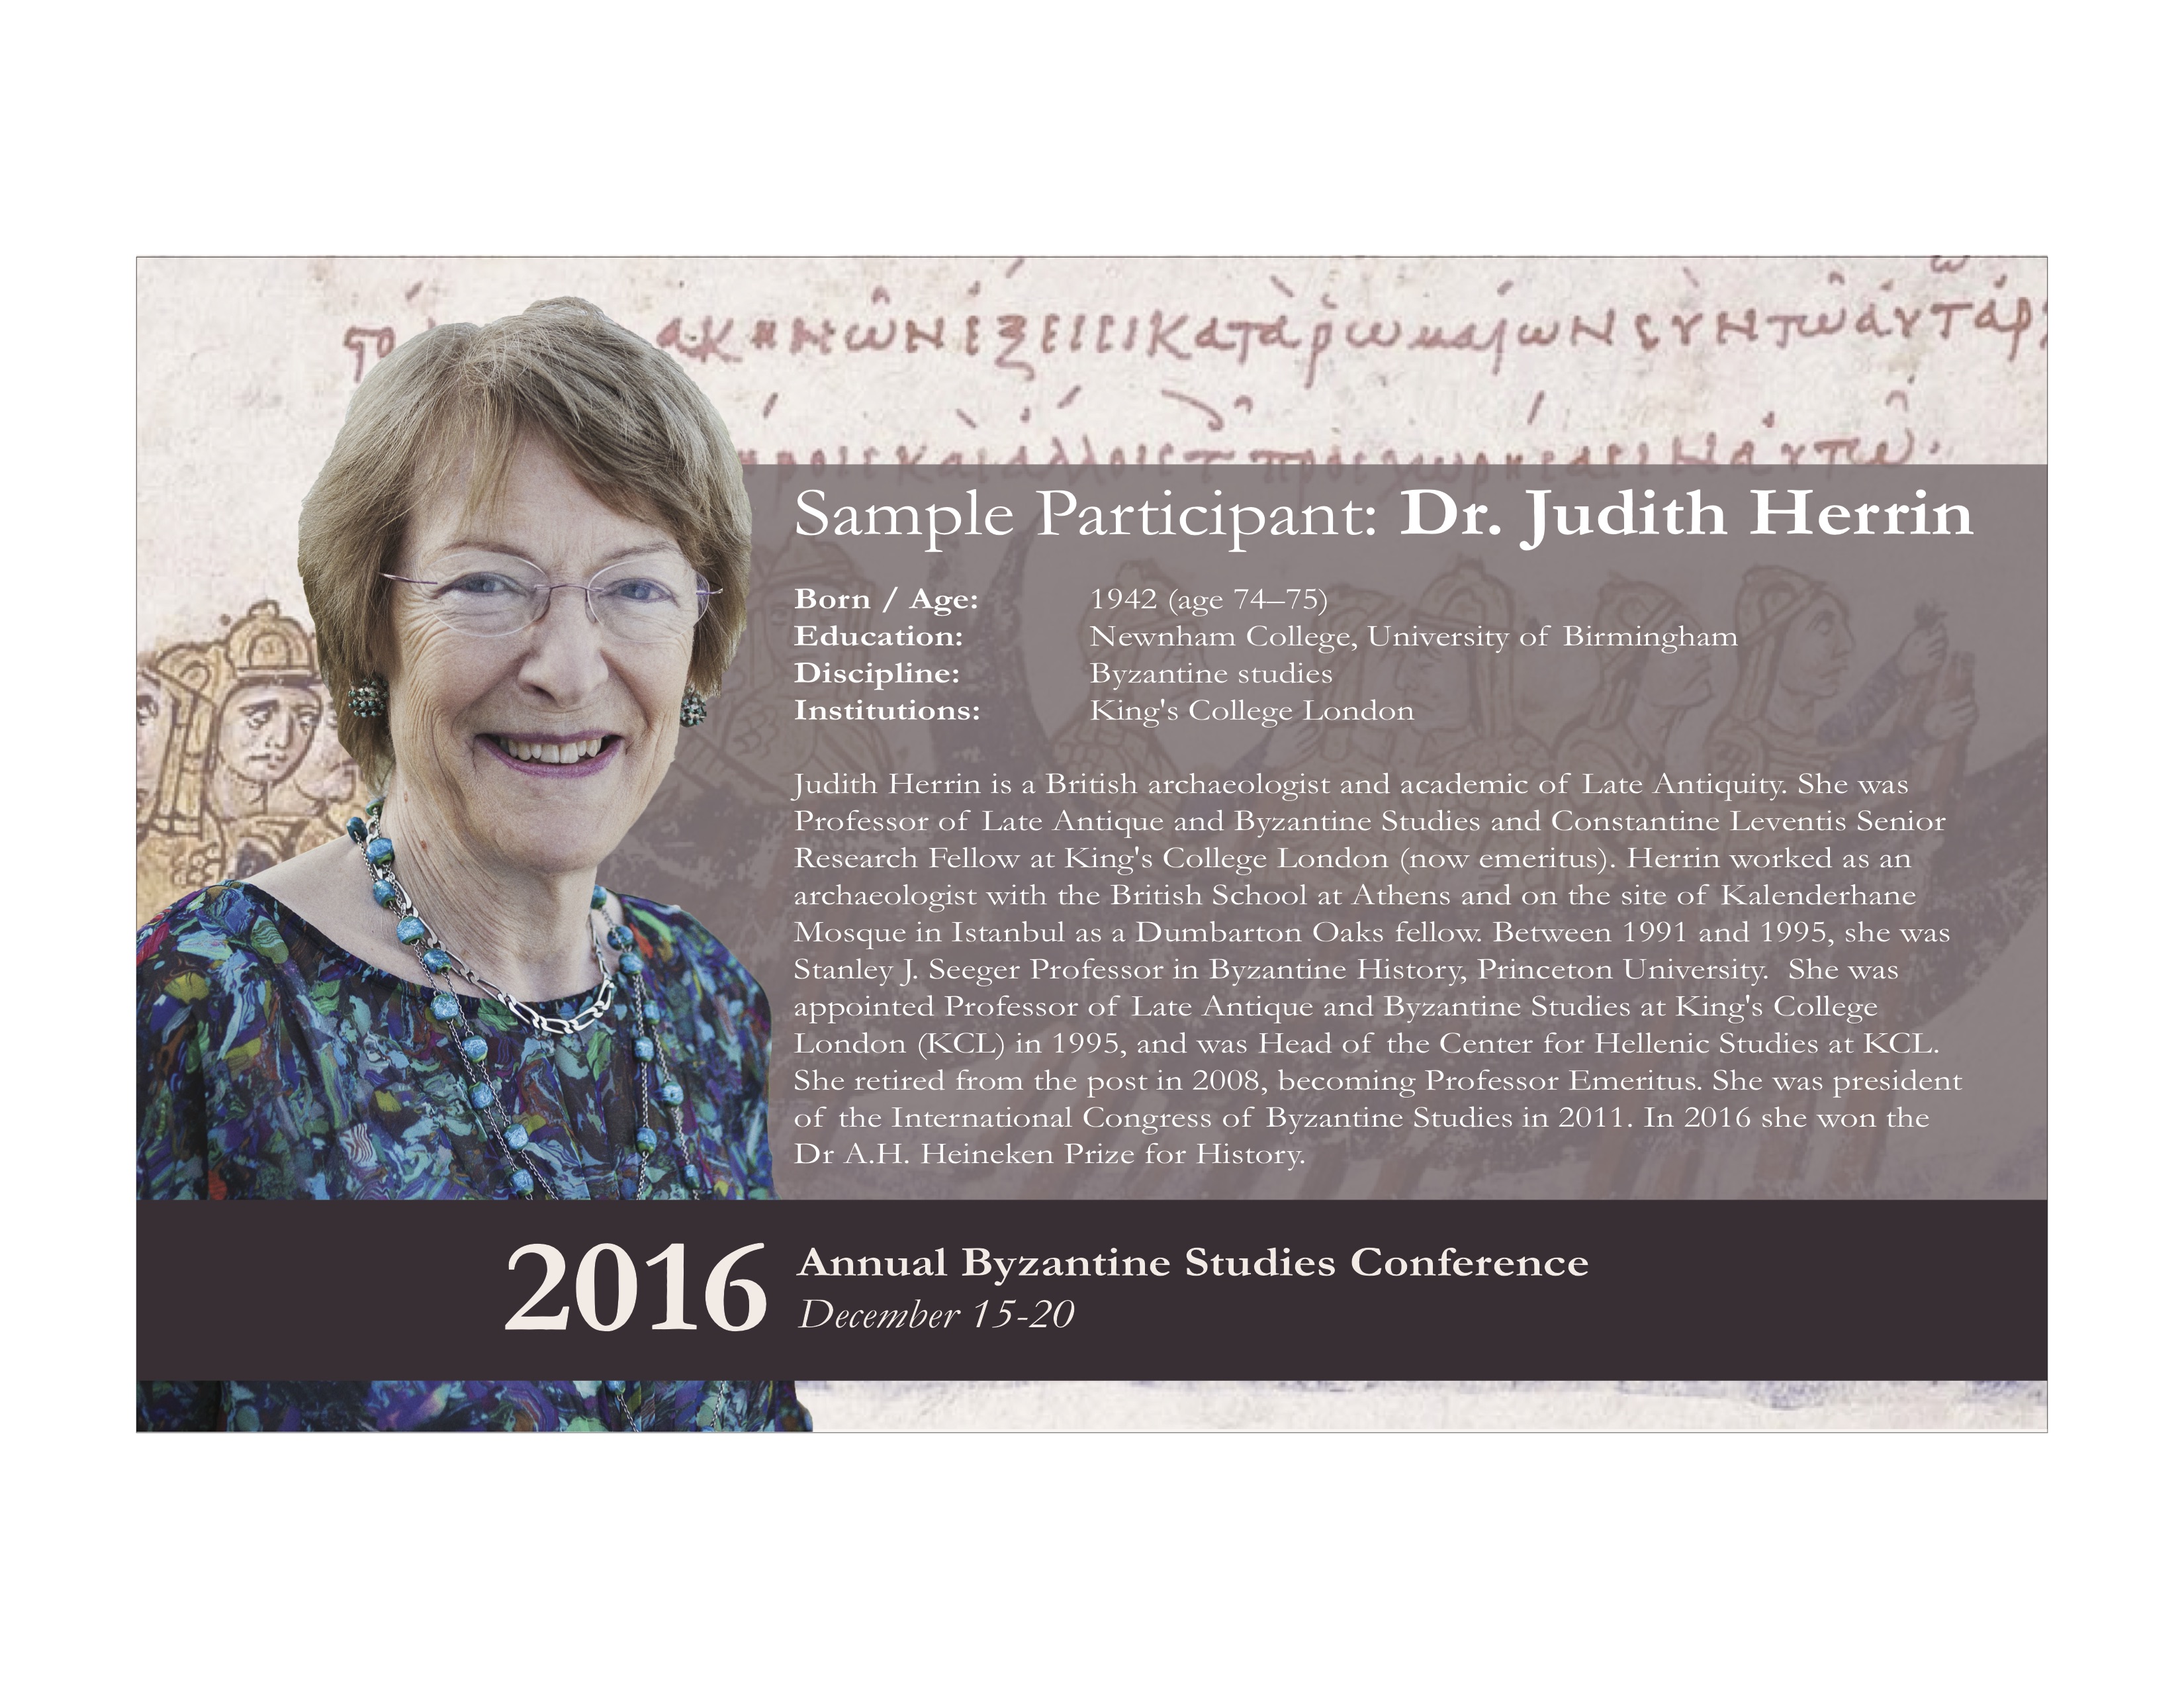 Sample Participant: Dr. Judith Herrin
Born / Age: 1942 (age 74–75)
Education: Newnham College, University of Birmingham
Discipline: Byzantine studies
Institutions: King's College London
Judith Herrin is a British archaeologist and academic of Late Antiquity. She was
Professor of Late Antique and Byzantine Studies and Constantine Leventis Senior
Research Fellow at King's College London (now emeritus). Herrin worked as an
archaeologist with the British School at Athens and on the site of Kalenderhane
Mosque in Istanbul as a Dumbarton Oaks fellow. Between 1991 and 1995, she was
Stanley J. Seeger Professor in Byzantine History, Princeton University.  She was
appointed Professor of Late Antique and Byzantine Studies at King's College
London (KCL) in 1995, and was Head of the Center for Hellenic Studies at KCL.
She retired from the post in 2008, becoming Professor Emeritus. She was president
of the International Congress of Byzantine Studies in 2011. In 2016 she won the
Dr A.H. Heineken Prize for History.
2016 Annual Byzantine Studies Conference
December 15-20